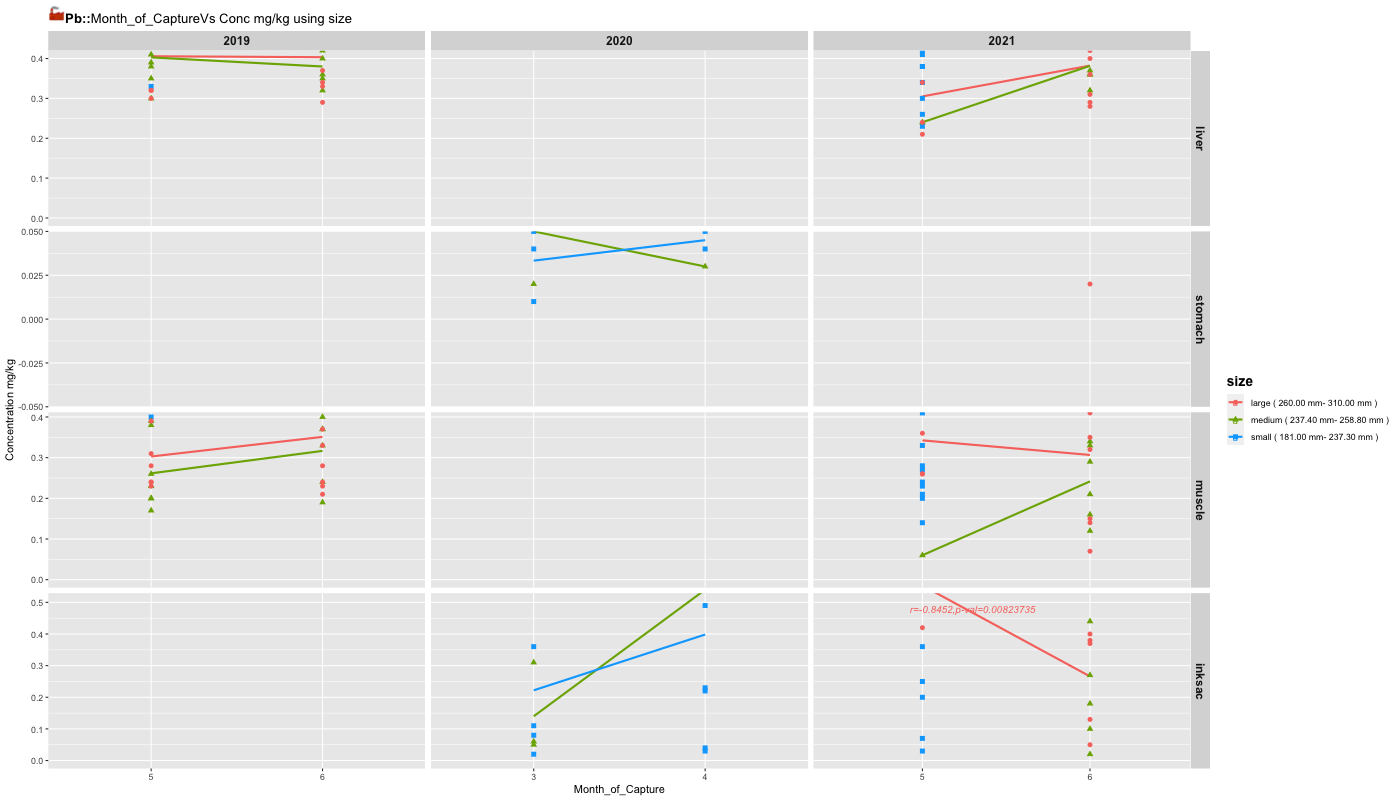 Pb::Month_of_CaptureVs Conc mg/kg using size
2019
2020
2021
0.4
0.3
0.2
0.1
0.0
liver
0.050
0.025
0.000
-0.025
-0.050
stomach
0.4
0.3
0.2
0.1
0.0
muscle
0.5
0.4
0.3
0.2
0.1
0.0
r=-0.8452,p-val=0.00823735
inksac
5
6
3
4
5
6
Month_of_Capture
Concentration mg/kg
size
large ( 260.00 mm- 310.00 mm )
medium ( 237.40 mm- 258.80 mm )
small ( 181.00 mm- 237.30 mm )